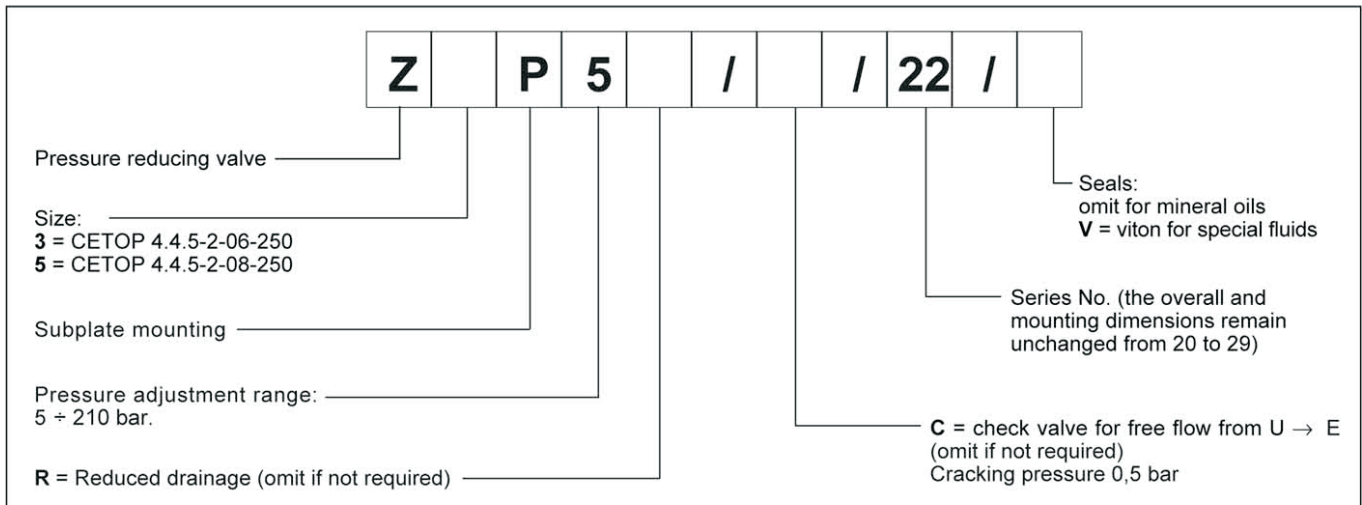 Z P 5 / / 22 /
Pressure reducing valve
Size:
3 = CETOP 4.4.5-2-06-250
5 = CETOP 4.4.5-2-08-250
Subplate mounting
Pressure adjustment range:
5 ÷ 210 bar.
R = Reduced drainage (omit if not required)
Seals:
omit for mineral oils
V = viton for special fluids
Series No. (the overall and
mounting dimensions remain
unchanged from 20 to 29)
C = check valve for free flow from U → E
(omit if not required)
Cracking pressure 0,5 bar